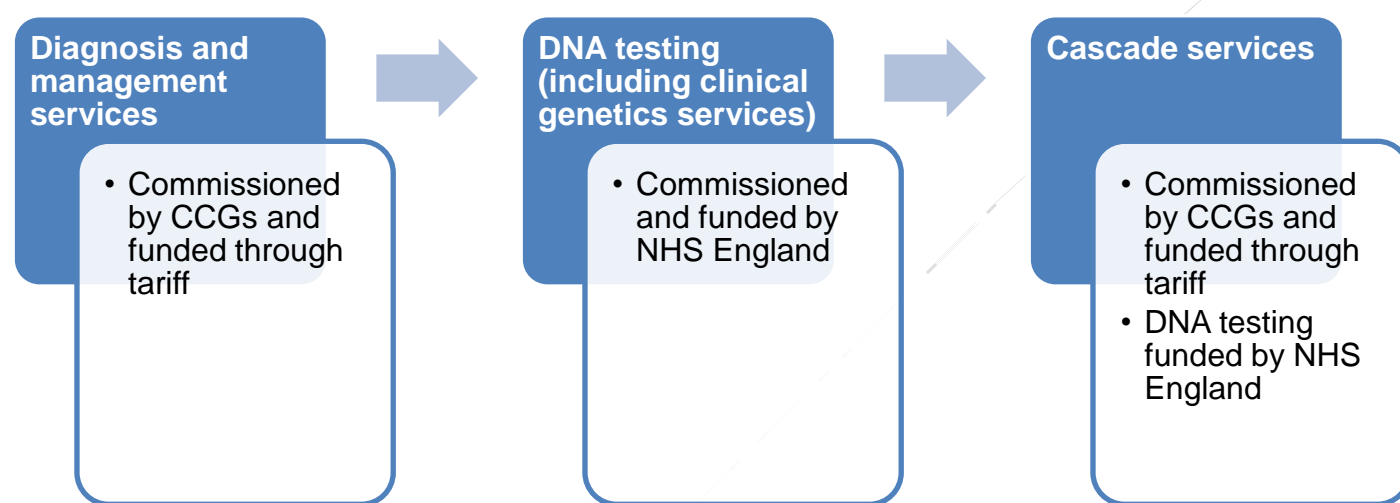 Diagnosis and
management
services
• Commissioned
by CCGs and
funded through
tariff
DNA testing
(including clinical
genetics services)
• Commissioned
and funded by
NHS England
Cascade services
• Commissioned
by CCGs and
funded through
tariff
• DNA testing
funded by NHS
England